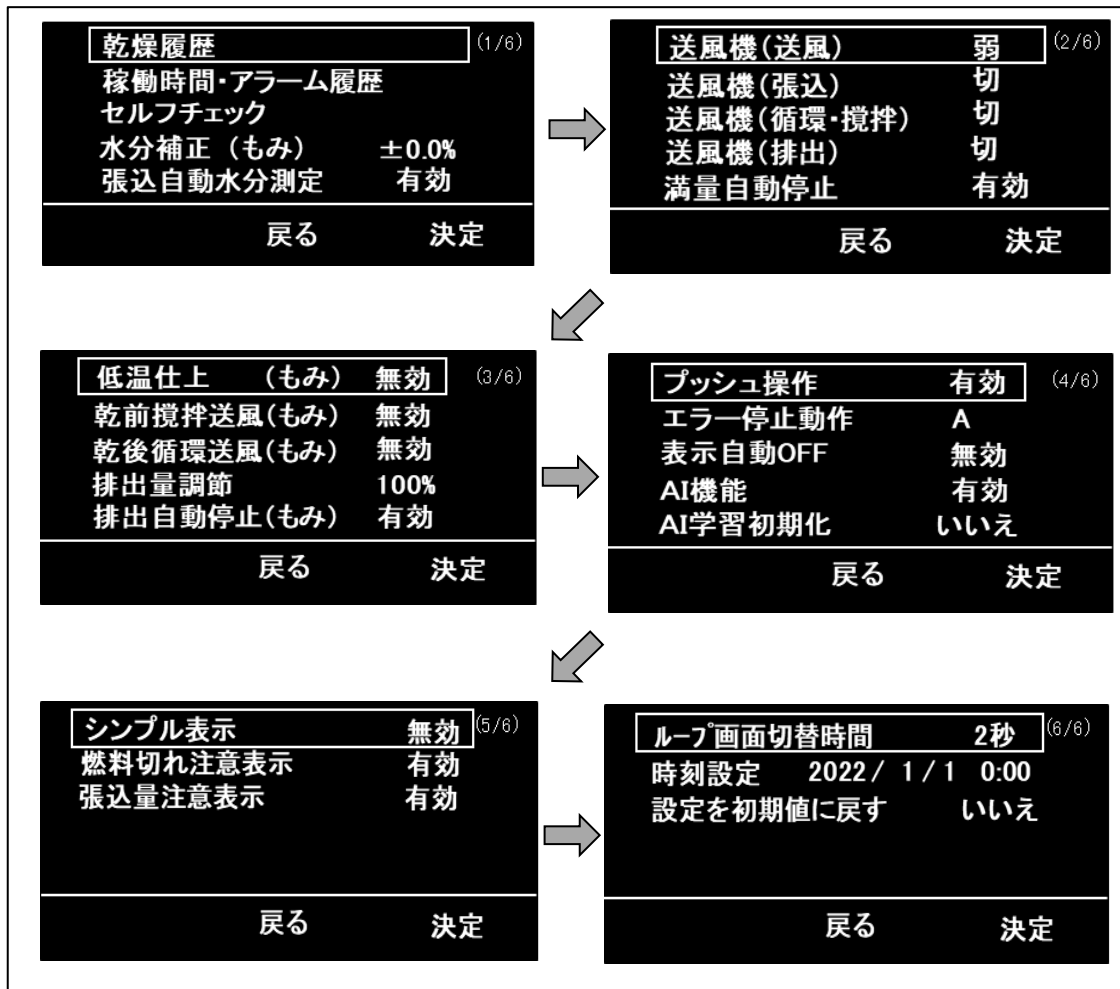 乾燥履歴 (1/6)
稼働時間・アラーム履歴
セルフチェック
水分補正 (もみ) ±0.0%
張込自動水分測定 有効
戻る 決定
送風機(送風) 弱 (2/6)
送風機(張込) 切
送風機(循環・撹拌) 切
送風機(排出) 切
満量自動停止 有効
戻る 決定
低温仕上 (もみ) 無効 (3/6)
乾前撹拌送風(もみ) 無効
乾後循環送風(もみ) 無効
排出量調節 100%
排出自動停止(もみ) 有効
戻る 決定
プッシュ操作 有効 (4/6)
エラー停止動作 A
表示自動OFF 無効
AI機能 有効
AI学習初期化 いいえ
戻る 決定
シンプル表示 無効 (5/6)
燃料切れ注意表示 有効
張込量注意表示 有効
戻る 決定
ループ画面切替時間 2秒 (6/6)
時刻設定 2022/ 1/1 0:00
設定を初期値に戻す いいえ
戻る 決定